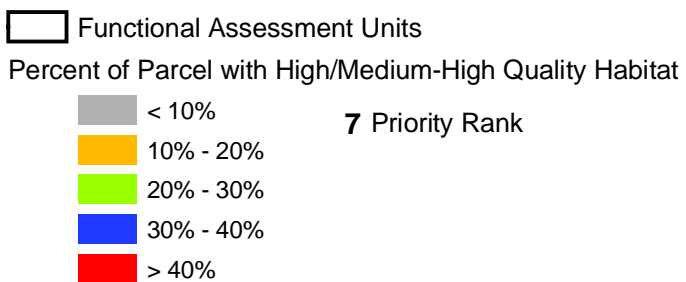 Functional Assessment Units
Percent of Parcel with High/Medium-High Quality Habitat
< 10%
7 Priority Rank
10% - 20%
20% - 30%
30% - 40%
> 40%